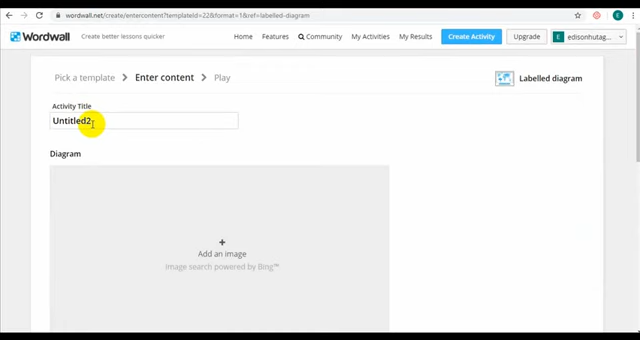 wordwall.net/create/entercontent?templateId=22&format=1&ref=labelled-diagram
Wordwall Create better lessons quicker Home Features Community My Activities My Results Create Activity Upgrade E edisonhutag...
Pick a template Enter content Play Labelled diagram
Activity Title
Untitled2
Diagram
+
Add an image
Image search powered by Bing™